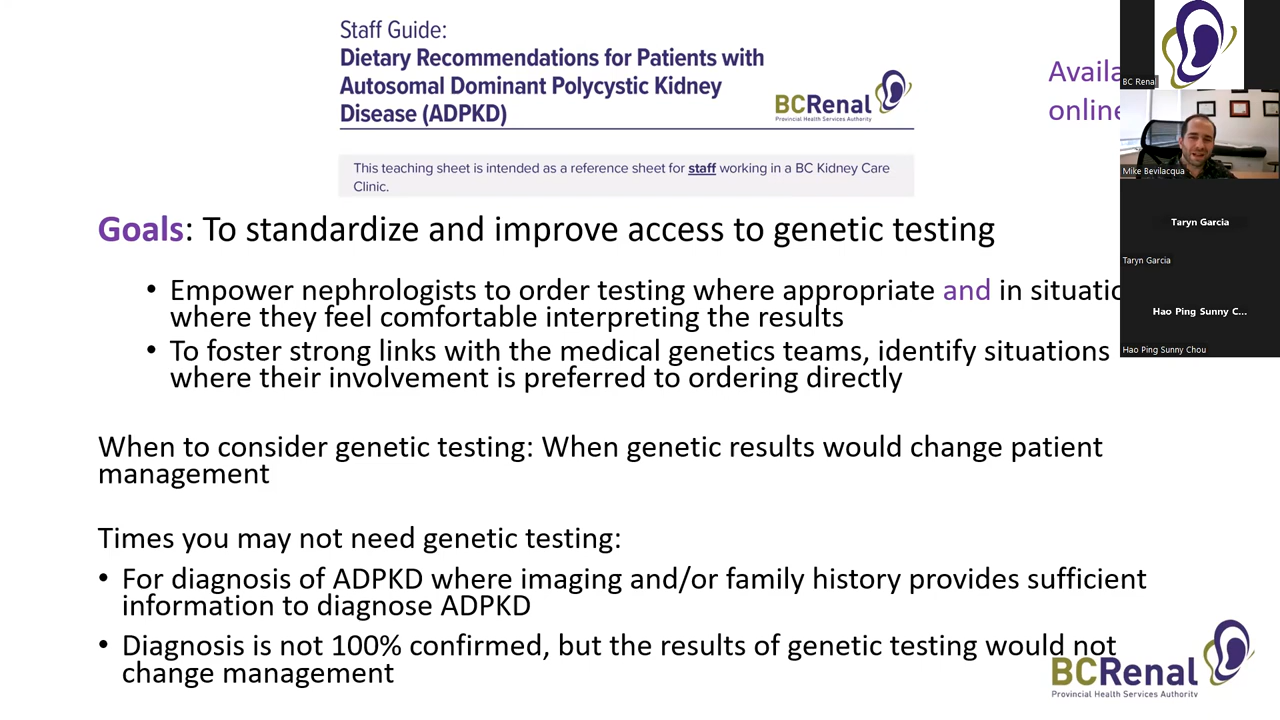 Staff Guide:
Dietary Recommendations for Patients with
Autosomal Dominant Polycystic Kidney
Disease (ADPKD)
BCRenal
Provincial Health Services Authority
This teaching sheet is intended as a reference sheet for staff working in a BC Kidney Care
Clinic.
online
BC Renal
Mike Bevilacqua
Taryn Garcia
Taryn Garcia
Hao Ping Sunny C...
Hao Ping Sunny Chou
Goals: To standardize and improve access to genetic testing
• Empower nephrologists to order testing where appropriate and in situatio
where they feel comfortable interpreting the results
• To foster strong links with the medical genetics teams, identify situations
where their involvement is preferred to ordering directly
When to consider genetic testing: When genetic results would change patient
management
Times you may not need genetic testing:
• For diagnosis of ADPKD where imaging and/or family history provides sufficient
information to diagnose ADPKD
• Diagnosis is not 100% confirmed, but the results of genetic testing would not
change management
BCRenal
Provincial Health Services Authority